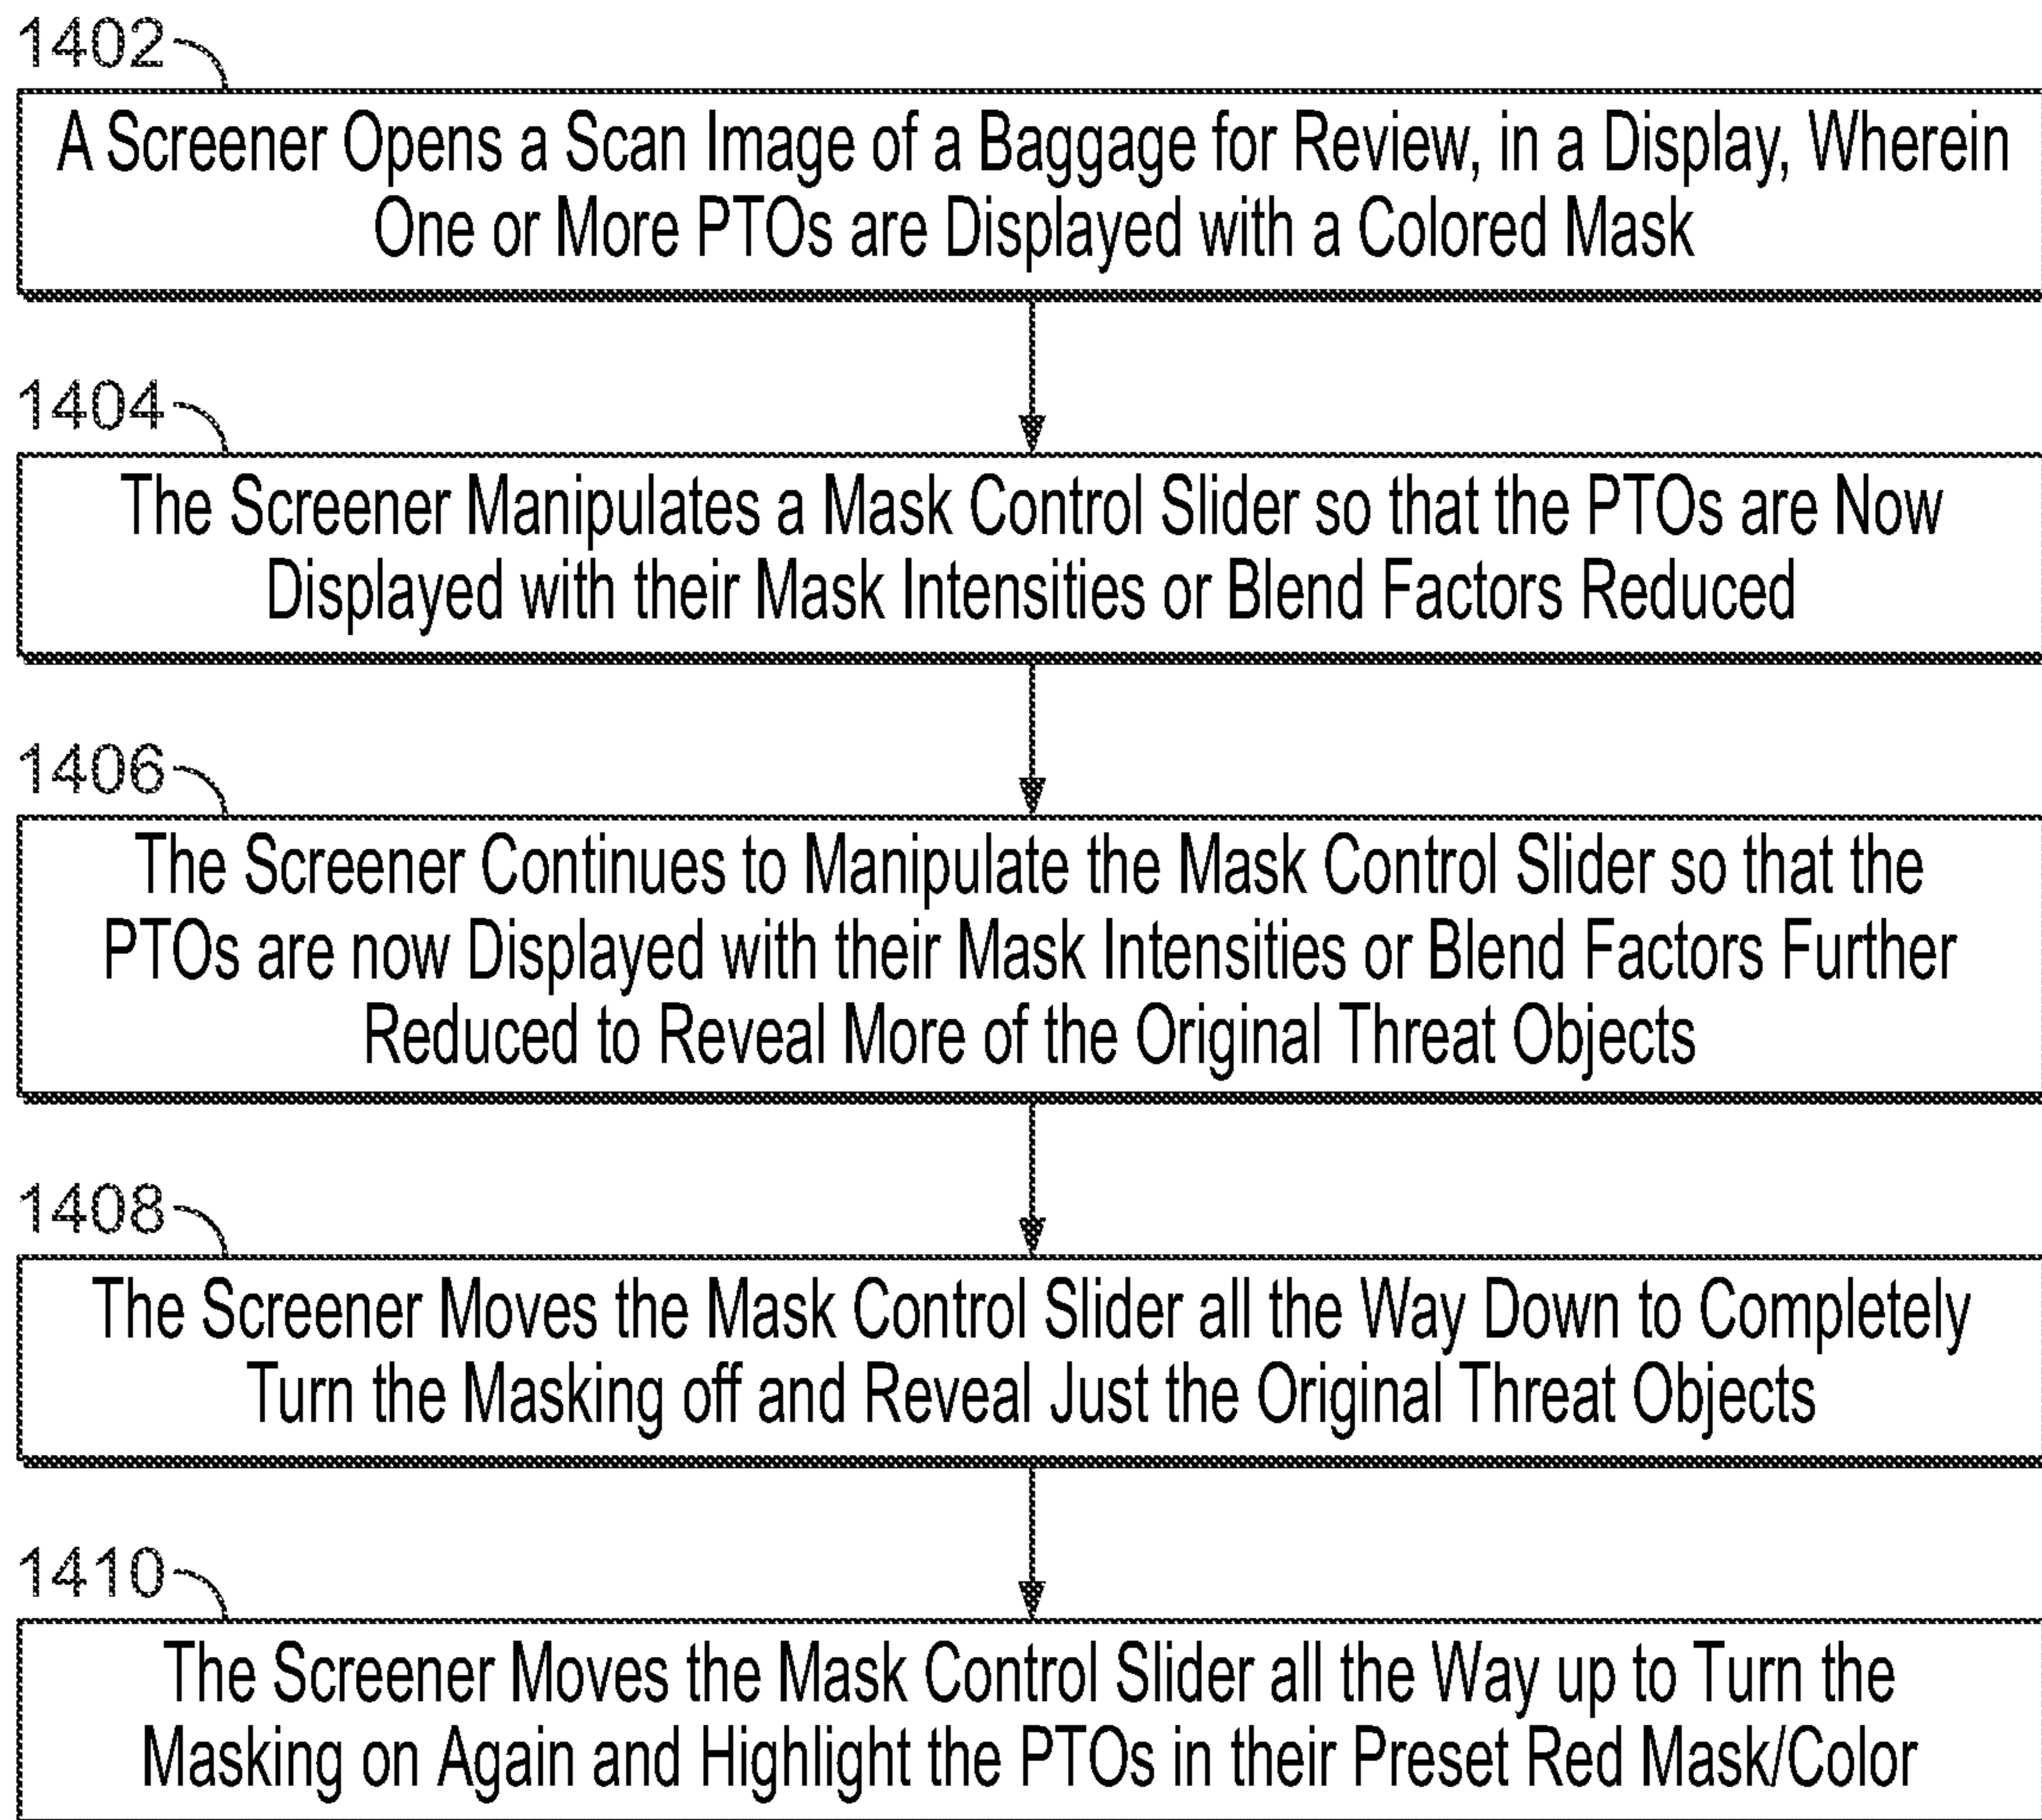 1402
A Screener Opens a Scan Image of a Baggage for Review, in a Display, Wherein
One or More PTOs are Displayed with a Colored Mask
1404
The Screener Manipulates a Mask Control Slider so that the PTOs are Now
Displayed with their Mask Intensities or Blend Factors Reduced
1406
The Screener Continues to Manipulate the Mask Control Slider so that the
PTOs are now Displayed with their Mask Intensities or Blend Factors Further
Reduced to Reveal More of the Original Threat Objects
1408
The Screener Moves the Mask Control Slider all the Way Down to Completely
Turn the Masking off and Reveal Just the Original Threat Objects
1410
The Screener Moves the Mask Control Slider all the Way up to Turn the
Masking on Again and Highlight the PTOs in their Preset Red Mask/Color